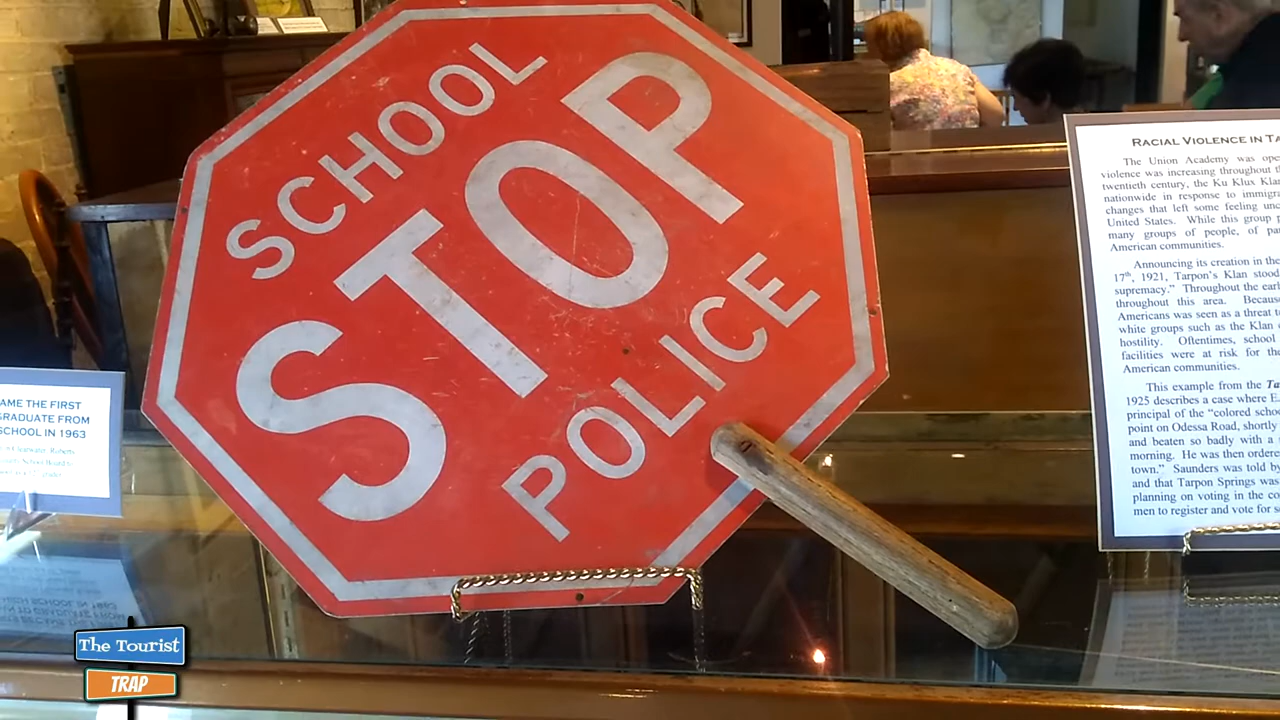 SCHOOL
STOP
POLICE
AME THE FIRST
GRADUATE FROM
SCHOOL IN 1963
RACIAL VIOLENCE IN TA
The Union Academy was ope
violence was increasing throughout t
twentieth century, the Ku Klux Kla
nationwide in response to immigra
changes that left some feeling unc
United States. While this group
many groups of people, of pa
American communities.
Announcing its creation in the
17th, 1921, Tarpon's Klan stood
supremacy." Throughout the earl
throughout this area. Becaus
Americans was seen as a threat to
white groups such as the Klan
hostility. Oftentimes, school
facilities were at risk for the
American communities.
This example from the Ta
1925 describes a case where E.
principal of the "colored scho
point on Odessa Road, shortly
and beaten so badly with a
morning. He was then ordere
town." Saunders was told by
and that Tarpon Springs was
planning on voting in the co
men to register and vote for s
The Tourist
TRAP